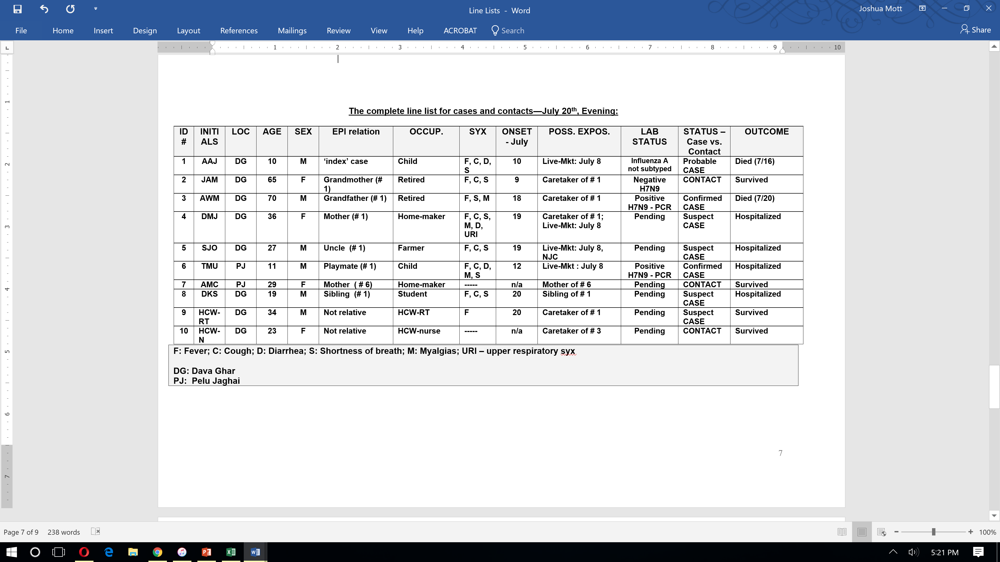 Line Lists - Word
Joshua Mott
File Home Insert Design Layout References Mailings Review View Help ACROBAT Search Share
L 1 2 3 4 5 6 7 8 9 10
The complete line list for cases and contacts—July 20th, Evening:
ID # INITIALS LOC AGE SEX EPI relation OCCUP. SYX ONSET - July POSS. EXPOS. LAB STATUS STATUS – Case vs. Contact OUTCOME
1 AAJ DG 10 M ‘index’ case Child F, C, D, S 10 Live-Mkt: July 8 Influenza A not subtyped Probable CASE Died (7/16)
2 JAM DG 65 F Grandmother (# 1) Retired F, C, S 9 Caretaker of # 1 Negative H7N9 CONTACT Survived
3 AWM DG 70 M Grandfather (# 1) Retired F, S, M 18 Caretaker of # 1 Positive H7N9 - PCR Confirmed CASE Died (7/20)
4 DMJ DG 36 F Mother (# 1) Home-maker F, C, S, M, D, URI 19 Caretaker of # 1; Live-Mkt: July 8 Pending Suspect CASE Hospitalized
5 SJO DG 27 M Uncle (# 1) Farmer F, C, S 19 Live-Mkt: July 8, NJC Pending Suspect CASE Hospitalized
6 TMU PJ 11 M Playmate (# 1) Child F, C, D, M, S 12 Live-Mkt : July 8 Positive H7N9 - PCR Confirmed CASE Hospitalized
7 AMC PJ 29 F Mother ( # 6) Home-maker ----- n/a Mother of # 6 Pending CONTACT Survived
8 DKS DG 19 M Sibling (# 1) Student F, C, S 20 Sibling of # 1 Pending Suspect CASE Hospitalized
9 HCW-RT DG 34 M Not relative HCW-RT F 20 Caretaker of # 1 Pending Suspect CASE Survived
10 HCW-N DG 23 F Not relative HCW-nurse ----- n/a Caretaker of # 3 Pending CONTACT Survived
F: Fever; C: Cough; D: Diarrhea; S: Shortness of breath; M: Myalgias; URI – upper respiratory syx
DG: Dava Ghar
PJ: Pelu Jaghai
7
1
2
3
4
5
6
7
Page 7 of 9 238 words 100%
5:21 PM